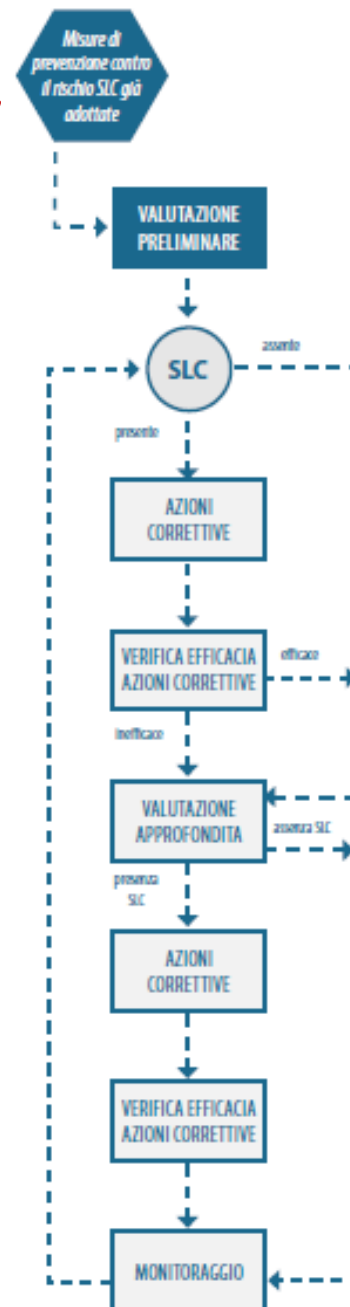 Misure di
prevenzione contro
il rischio SLC già
adottate
VALUTAZIONE
PRELIMINARE
SLC
assente
presente
AZIONI
CORRETTIVE
VERIFICA EFFICACIA
AZIONI CORRETTIVE
efficace
inefficace
VALUTAZIONE
APPROFONDITA
assenza SLC
presenza
SLC
AZIONI
CORRETTIVE
VERIFICA EFFICACIA
AZIONI CORRETTIVE
MONITORAGGIO